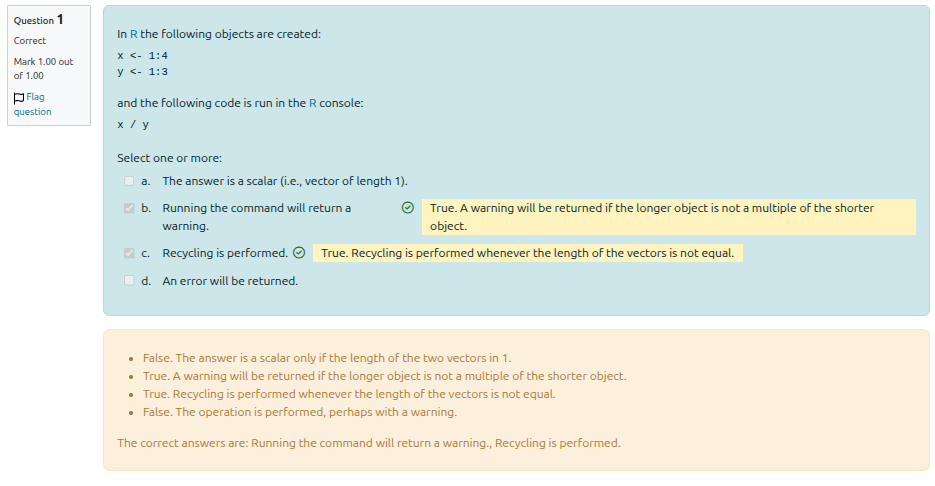 Question 1
Correct
Mark 1.00 out
of 1.00
Flag
question
In R the following objects are created:
x <- 1:4
y <- 1:3
and the following code is run in the R console:
x / y
Select one or more:
a. The answer is a scalar (i.e., vector of length 1).
b. Running the command will return a
warning.
True. A warning will be returned if the longer object is not a multiple of the shorter
object.
c. Recycling is performed. True. Recycling is performed whenever the length of the vectors is not equal.
d. An error will be returned.
• False. The answer is a scalar only if the length of the two vectors in 1.
• True. A warning will be returned if the longer object is not a multiple of the shorter object.
• True. Recycling is performed whenever the length of the vectors is not equal.
• False. The operation is performed, perhaps with a warning.
The correct answers are: Running the command will return a warning., Recycling is performed.